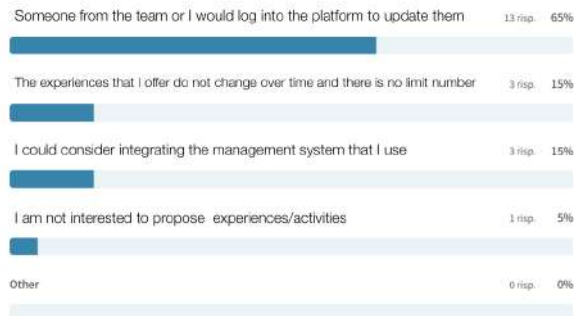 Someone from the team or I would log into the platform to update them 13 risp. 65%
The experiences that I offer do not change over time and there is no limit number 3 risp. 15%
I could consider integrating the management system that I use 3 risp. 15%
I am not interested to propose experiences/activities 1 risp. 5%
Other 0 risp. 0%